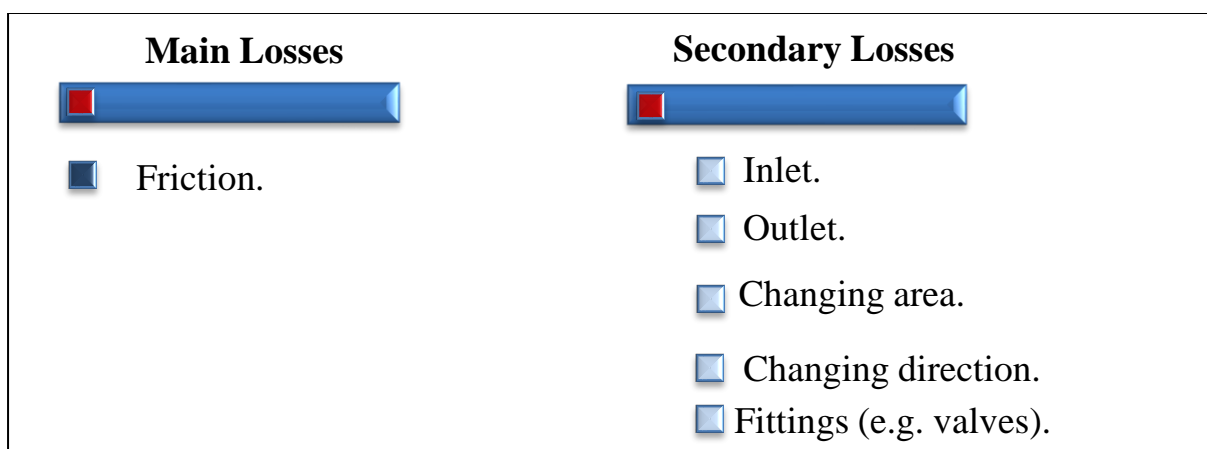 Main Losses
Friction.
Secondary Losses
Inlet.
Outlet.
Changing area.
Changing direction.
Fittings (e.g. valves).